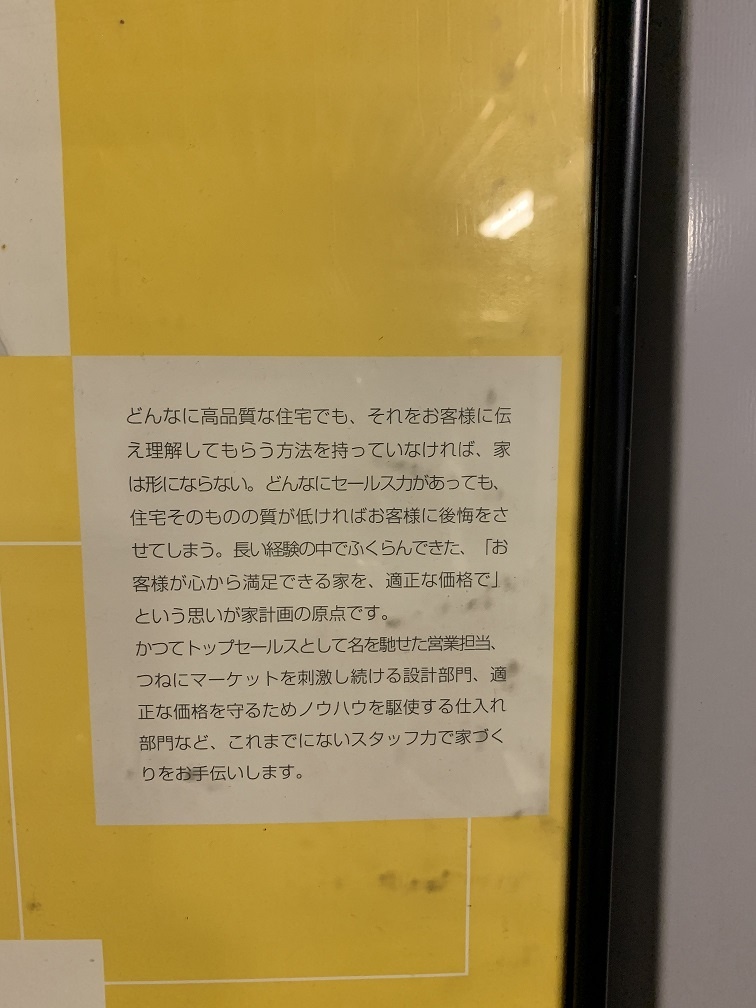 どんなに高品質な住宅でも、それをお客様に伝
え理解してもらう方法を持っていなければ、家
は形にならない。どんなにセールス力があっても、
住宅そのものの質が低ければお客様に後悔をさ
せてしまう。長い経験の中でふくらんできた、「お
客様が心から満足できる家を、適正な価格で」
という思いが家計画の原点です。
かつてトップセールスとして名を馳せた営業担当、
つねにマーケットを刺激し続ける設計部門、適
正な価格を守るためノウハウを駆使する仕入れ
部門など、これまでにないスタッフ力で家づく
りをお手伝いします。